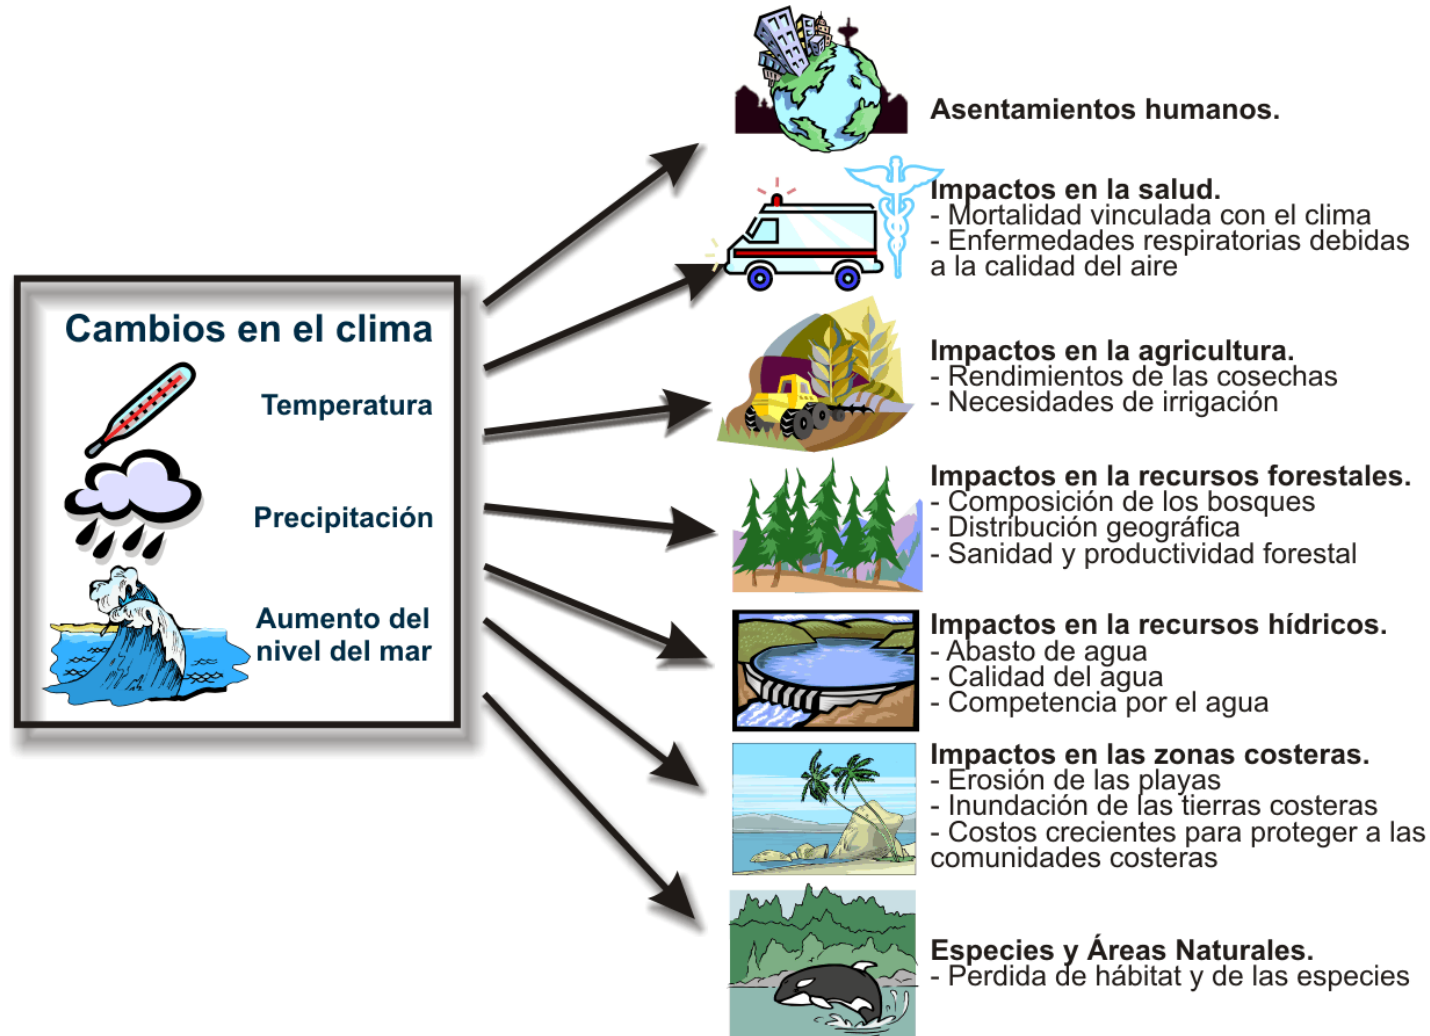 Cambios en el clima
Temperatura
Precipitación
Aumento del
nivel del mar
Asentamientos humanos.
Impactos en la salud.
- Mortalidad vinculada con el clima
- Enfermedades respiratorias debidas
a la calidad del aire
Impactos en la agricultura.
- Rendimientos de las cosechas
- Necesidades de irrigación
Impactos en la recursos forestales.
- Composición de los bosques
- Distribución geográfica
- Sanidad y productividad forestal
Impactos en la recursos hídricos.
- Abasto de agua
- Calidad del agua
- Competencia por el agua
Impactos en las zonas costeras.
- Erosión de las playas
- Inundación de las tierras costeras
- Costos crecientes para proteger a las
comunidades costeras
Especies y Áreas Naturales.
- Perdida de hábitat y de las especies